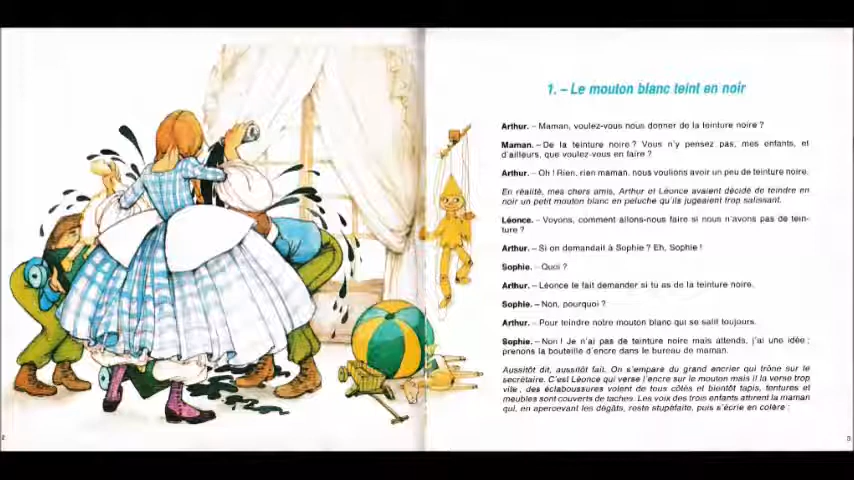 1. – Le mouton blanc teint en noir
Arthur. – Maman, voulez-vous nous donner de la teinture noire ?
Maman. – De la teinture noire ? Vous n'y pensez pas, mes enfants, et
d'ailleurs, que voulez-vous en faire ?
Arthur. – Oh ! Rien, rien maman, nous voulions avoir un peu de teinture noire.
En réalité, mes chers amis, Arthur et Léonce avaient décidé de teindre en
noir un petit mouton blanc en peluche qu'ils jugeaient trop salissant.
Léonce. – Voyons, comment allons-nous faire si nous n'avons pas de tein-
ture ?
Arthur. – Si on demandait à Sophie ? Eh, Sophie !
Sophie. – Quoi ?
Arthur. – Léonce te fait demander si tu as de la teinture noire.
Sophie. – Non, pourquoi ?
Arthur. – Pour teindre notre mouton blanc qui se salit toujours.
Sophie. – Non ! Je n'ai pas de teinture noire mais attends, j'ai une idée :
prenons la bouteille d'encre dans le bureau de maman.
Aussitôt dit, aussitôt fait. On s'empare du grand encrier qui trône sur le
secrétaire. C'est Léonce qui verse l'encre sur le mouton mais il la verse trop
vite ; des éclaboussures volent de tous côtés et bientôt tapis, tentures et
meubles sont couverts de taches. Les voix des trois enfants attirent la maman
qui, en apercevant les dégâts, reste stupéfaite, puis s'écrie en colère :
2
3